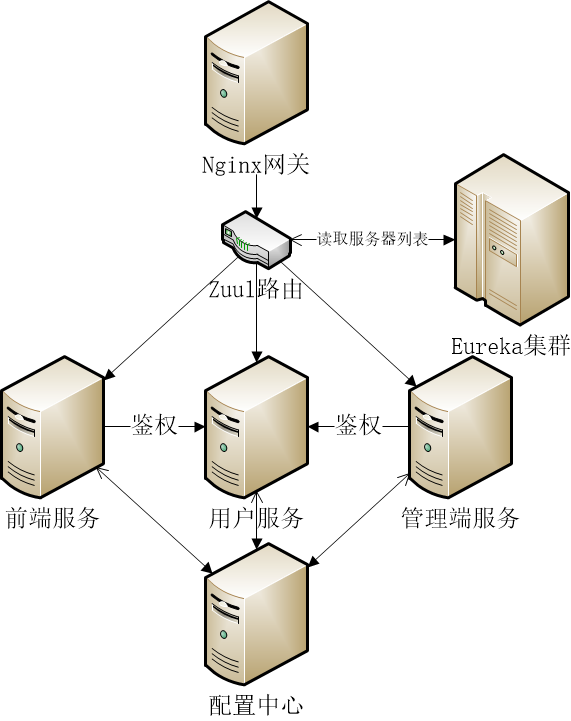 Nginx网关
读取服务器列表
Zuul路由
Eureka集群
鉴权
鉴权
前端服务
用户服务
管理端服务
配置中心